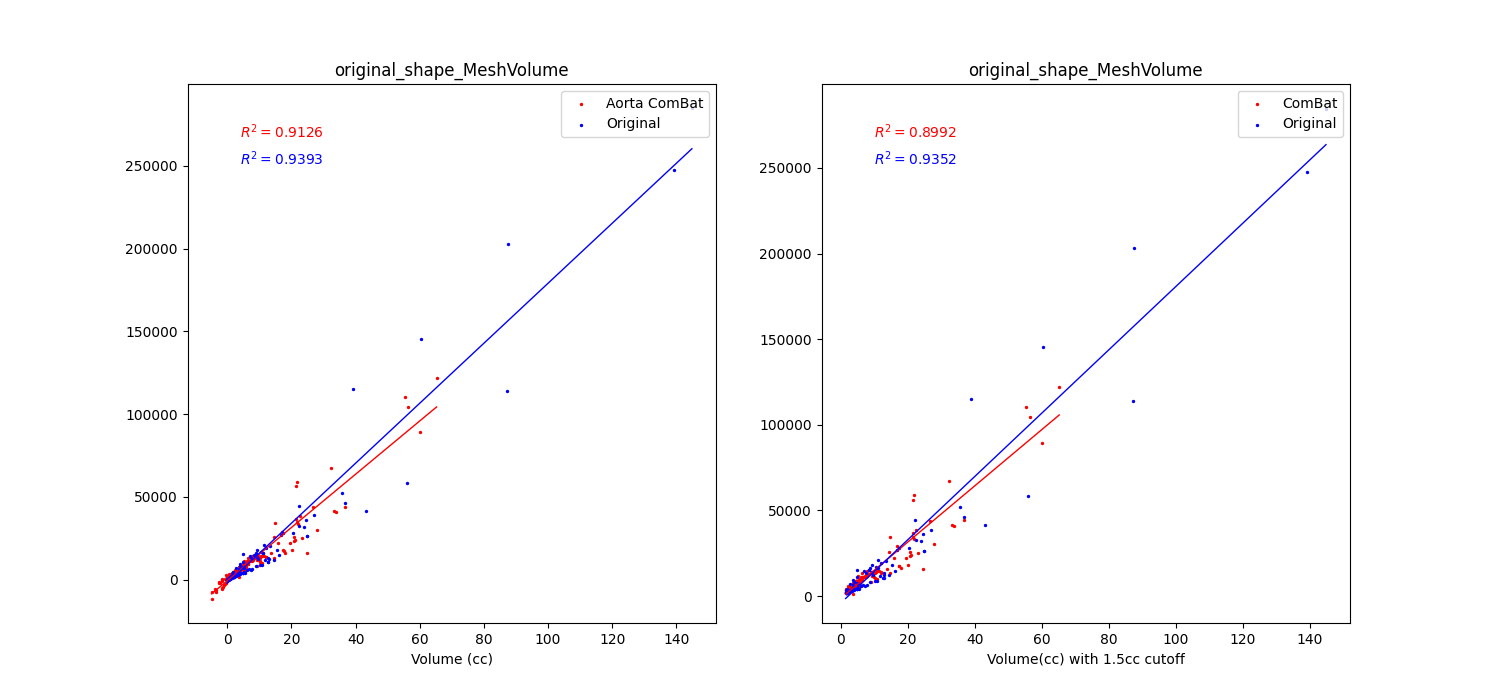 original_shape_MeshVolume
Aorta ComBat
Original
R² = 0.9126
R² = 0.9393
250000
200000
150000
100000
50000
0
0 20 40 60 80 100 120 140
Volume (cc)
original_shape_MeshVolume
ComBat
Original
R² = 0.8992
R² = 0.9352
250000
200000
150000
100000
50000
0
0 20 40 60 80 100 120 140
Volume(cc) with 1.5cc cutoff